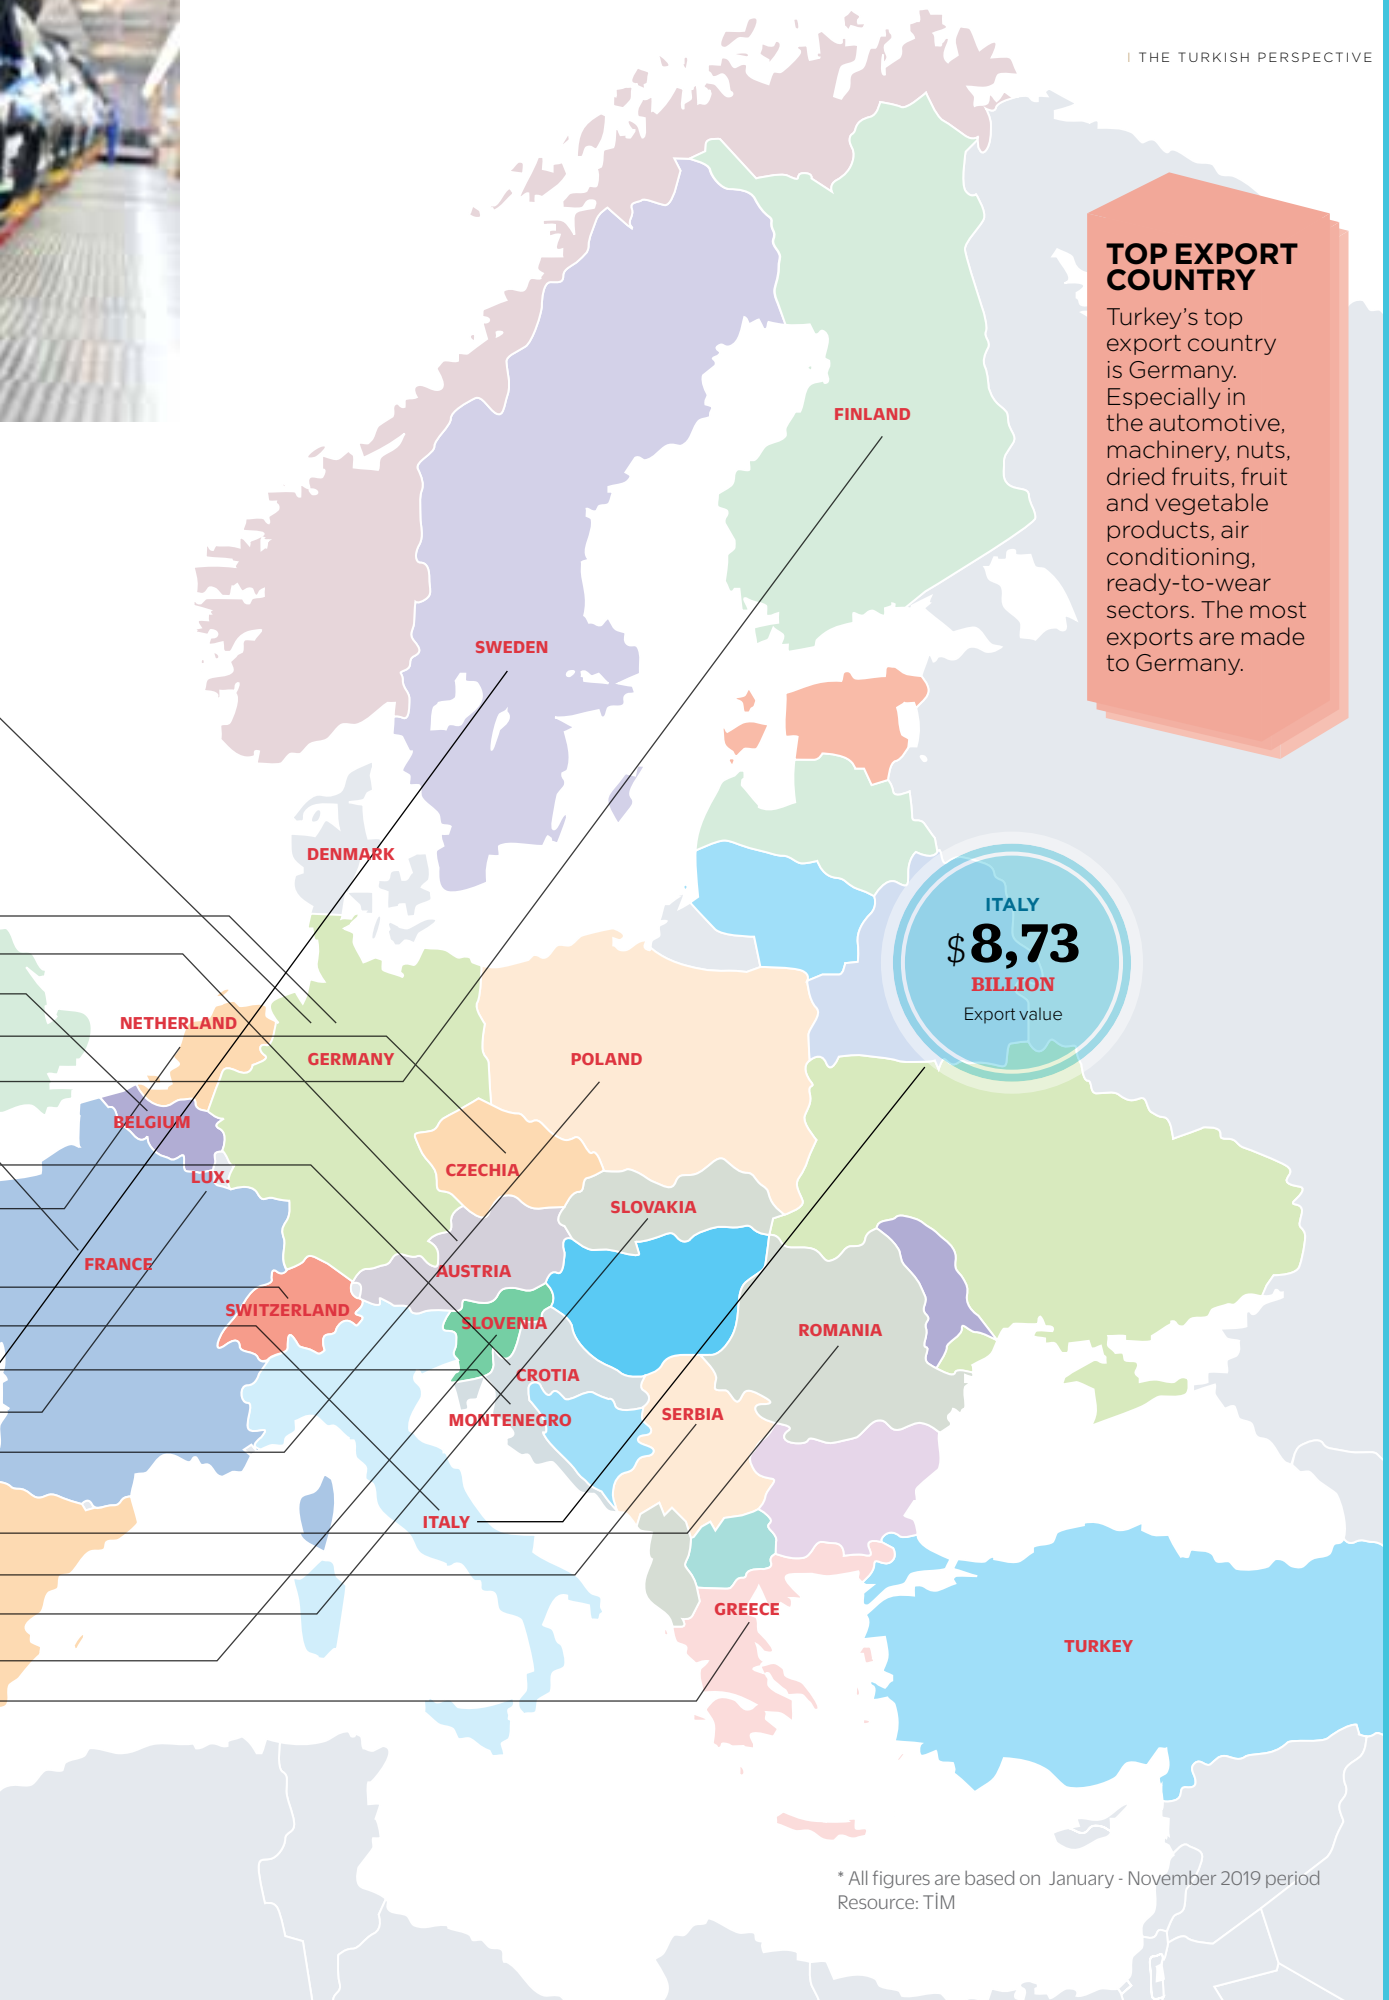 | THE TURKISH PERSPECTIVE
TOP EXPORT
COUNTRY
Turkey's top
export country
is Germany.
Especially in
the automotive,
machinery, nuts,
dried fruits, fruit
and vegetable
products, air
conditioning,
ready-to-wear
sectors. The most
exports are made
to Germany.
FINLAND
SWEDEN
DENMARK
ITALY
$8,73
BILLION
Export value
NETHERLAND
GERMANY
POLAND
BELGIUM
CZECHIA
LUX.
SLOVAKIA
FRANCE
AUSTRIA
SWITZERLAND
SLOVENIA
ROMANIA
CROTIA
MONTENEGRO
SERBIA
ITALY
GREECE
TURKEY
* All figures are based on January - November 2019 period
Resource: TİM